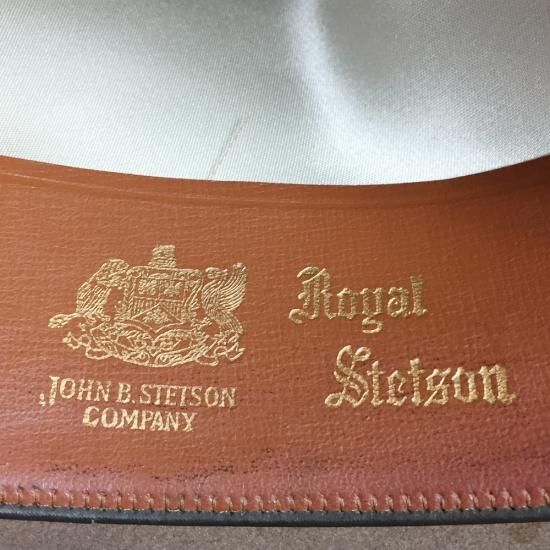 JOHN B. STETSON
COMPANY
Royal
Stetson